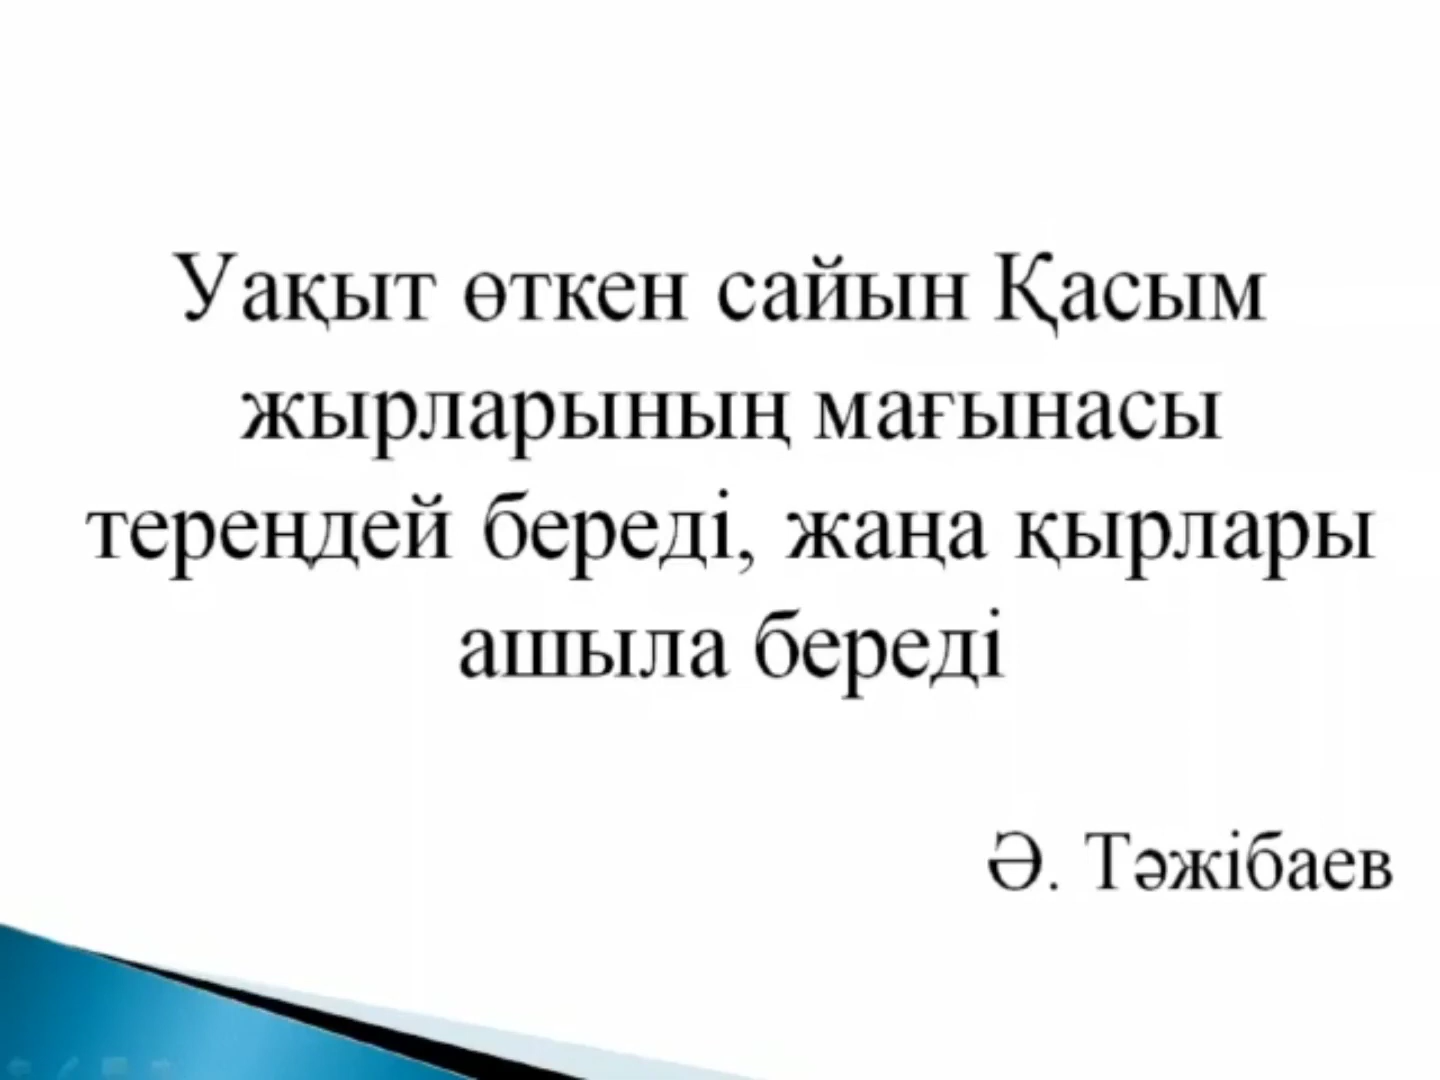 Уақыт өткен сайын Қасым
жырларының мағынасы
тереңдей береді, жаңа қырлары
ашыла береді
Ә. Тәжібаев